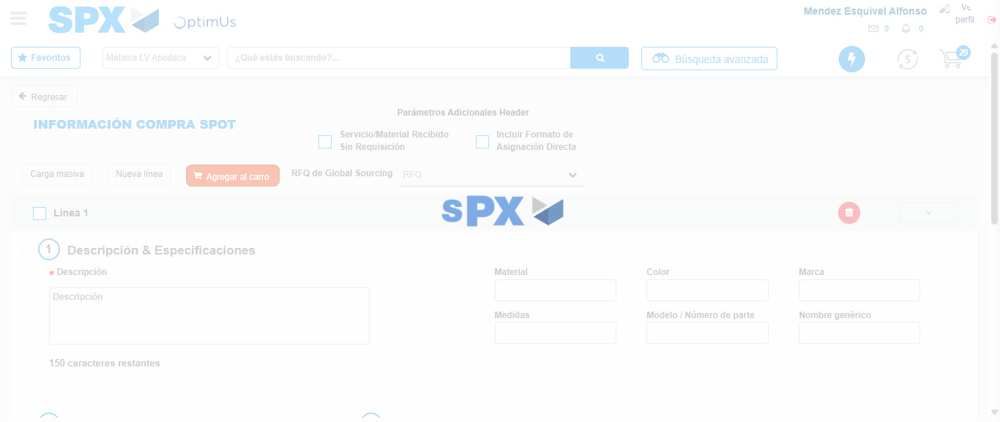 SPX OptimUs
Mendez Esquivel Alfonso
Ve
perfil
0 0
Favoritos Metalsa LV Apodaca ¿Qué estás buscando?... Búsqueda avanzada 29
Regresar
INFORMACIÓN COMPRA SPOT
Parámetros Adicionales Header
Servicio/Material Recibido
Sin Requisición
Incluir Formato de
Asignación Directa
Carga masiva Nueva línea Agregar al carro RFQ de Global Sourcing RFQ
SPX
Línea 1
1 Descripción & Especificaciones
* Descripción Material Color Marca
Descripción
Medidas Modelo / Número de parte Nombre genérico
150 caracteres restantes